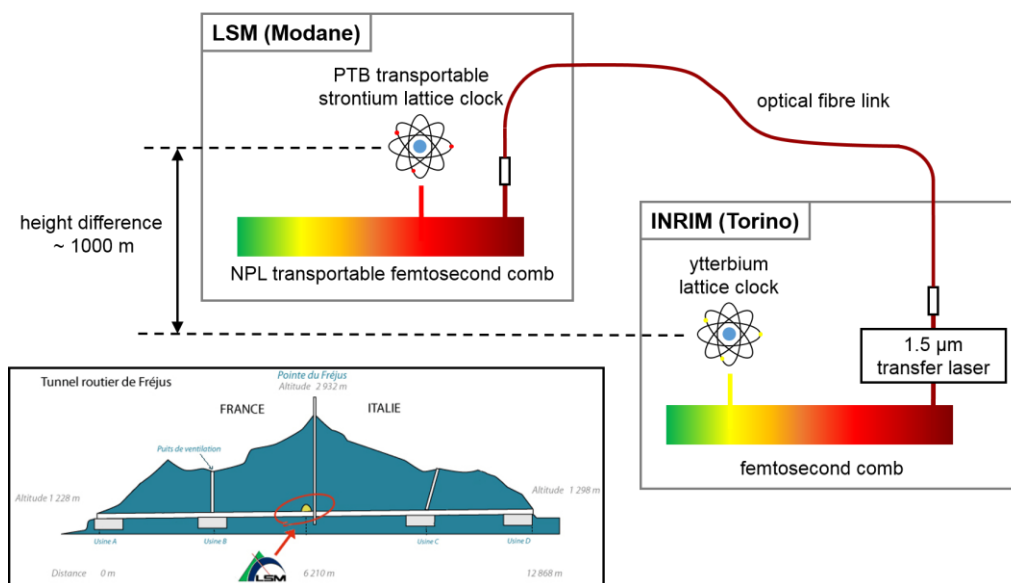 LSM (Modane)
PTB transportable
strontium lattice clock
optical fibre link
height difference
~ 1000 m
NPL transportable femtosecond comb
INRIM (Torino)
ytterbium
lattice clock
1.5 µm
transfer laser
femtosecond comb
Tunnel routier de Fréjus
Pointe du Fréjus
Altitude 2 932 m
FRANCE
ITALIE
Puits de ventilation
Altitude 1 228 m
Altitude 1 298 m
Usine A
Usine B
Usine C
Usine D
LSM
Distance
0 m
6 210 m
12 868 m